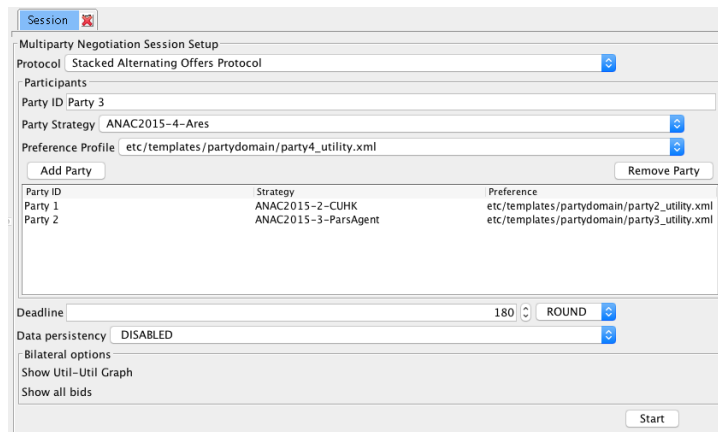 Session
Multiparty Negotiation Session Setup
Protocol Stacked Alternating Offers Protocol
Participants
Party ID Party 3
Party Strategy ANAC2015-4-Ares
Preference Profile etc/templates/partydomain/party4_utility.xml
Add Party Remove Party
Party ID Strategy Preference
Party 1 ANAC2015-2-CUHK etc/templates/partydomain/party2_utility.xml
Party 2 ANAC2015-3-ParsAgent etc/templates/partydomain/party3_utility.xml
Deadline 180 ROUND
Data persistency DISABLED
Bilateral options
Show Util-Util Graph
Show all bids
Start